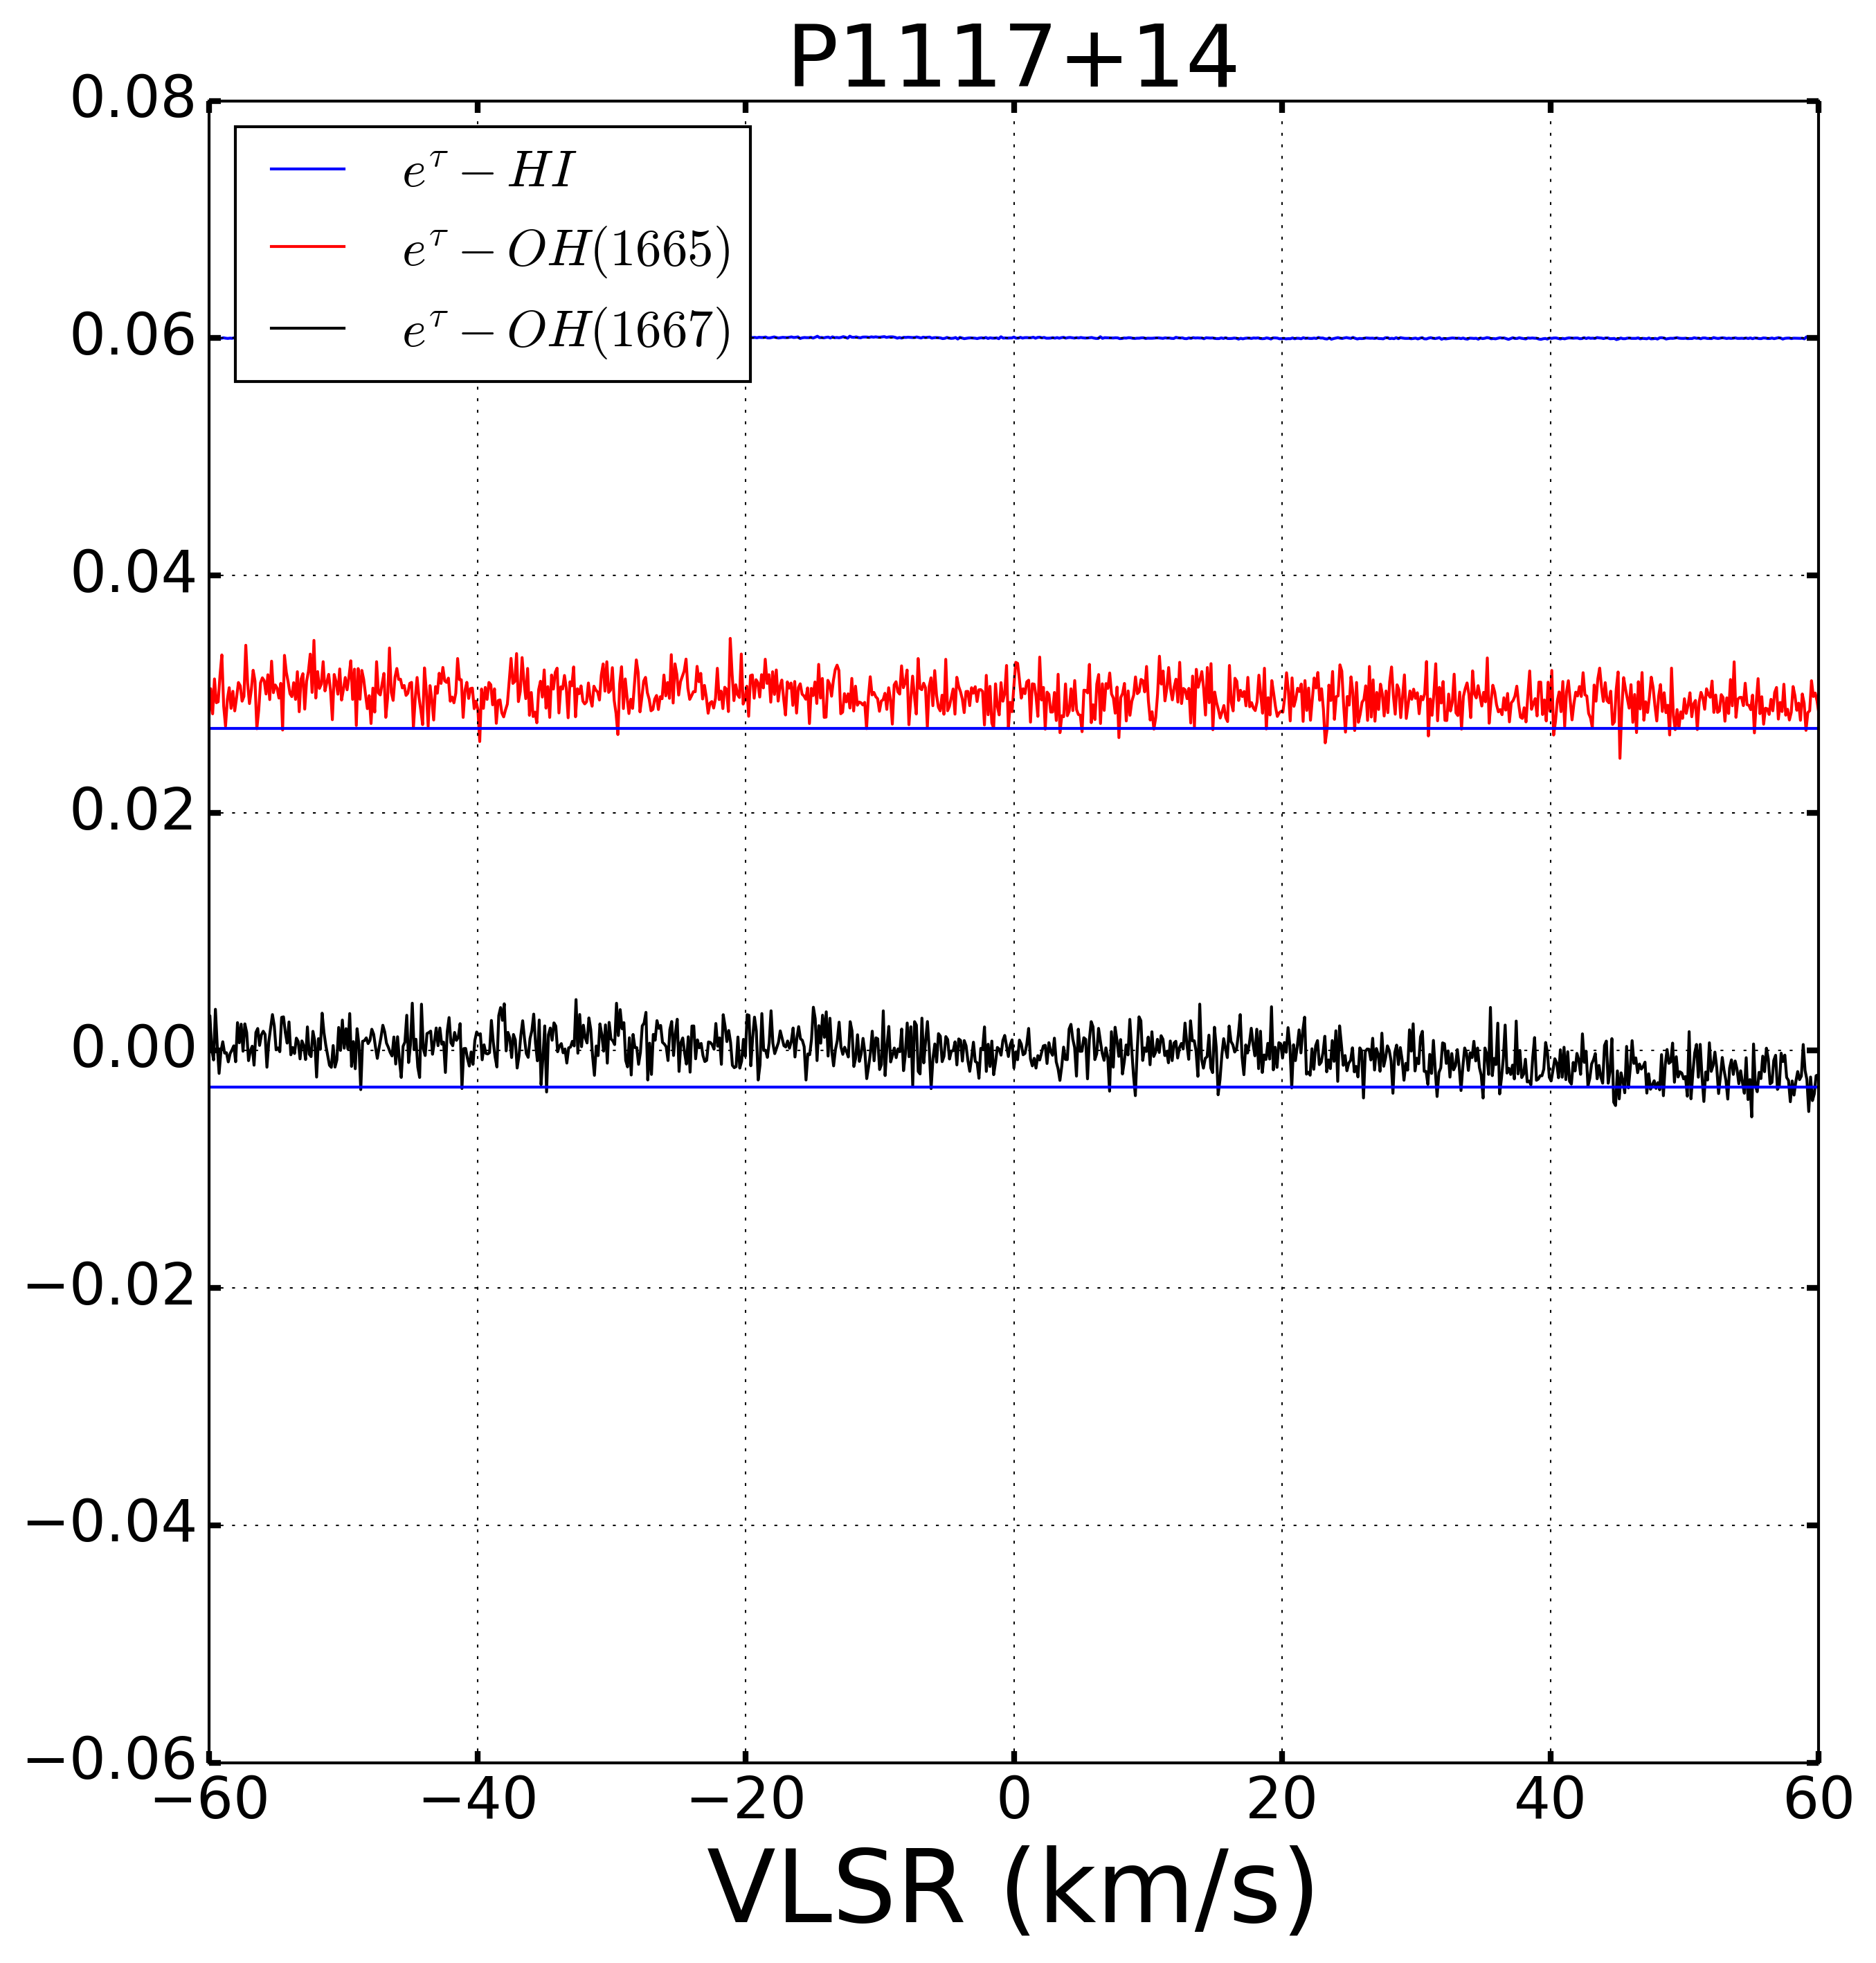 P1117+14
0.08
0.06
0.04
0.02
0.00
−0.02
−0.04
−0.06
e^τ − HI
e^τ − OH(1665)
e^τ − OH(1667)
−60 −40 −20 0 20 40 60
VLSR (km/s)